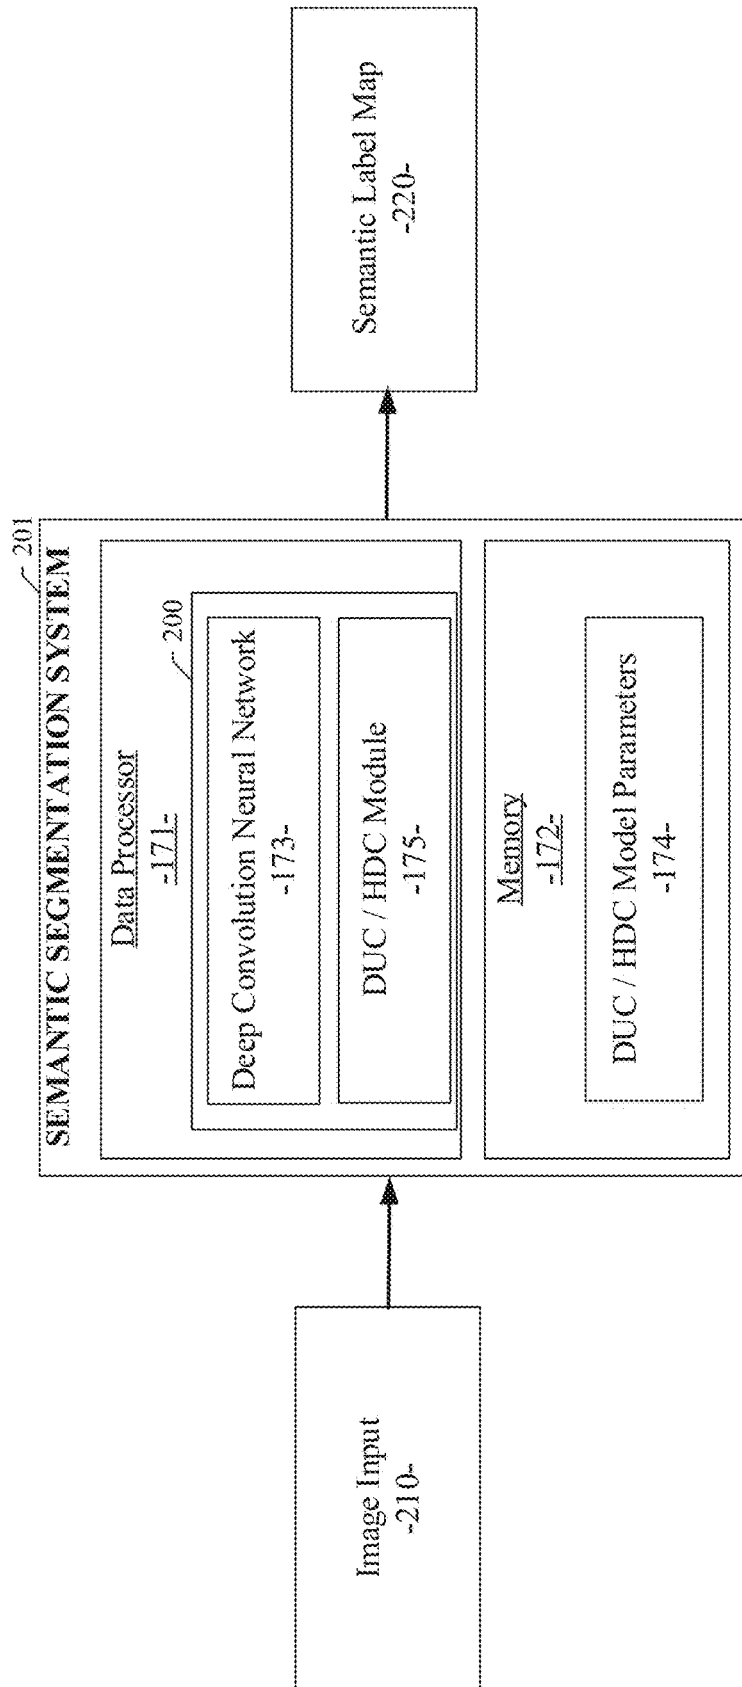 Image Input
-210-
201
SEMANTIC SEGMENTATION SYSTEM
Data Processor
-171-
200
Deep Convolution Neural Network
-173-
DUC / HDC Module
-175-
Memory
-172-
DUC / HDC Model Parameters
-174-
Semantic Label Map
-220-